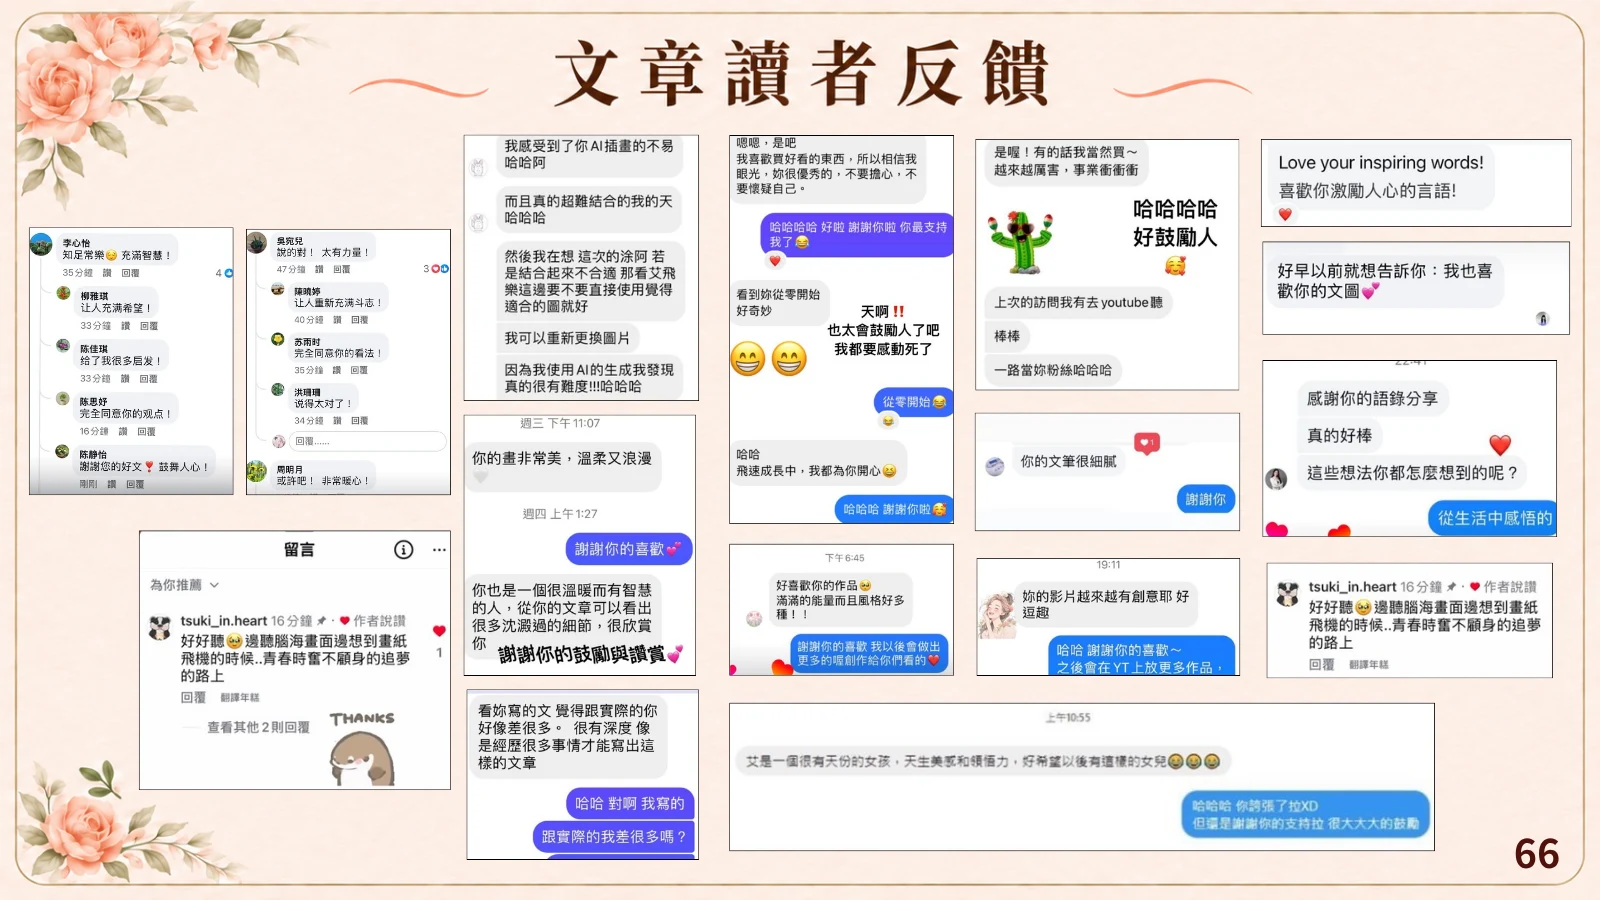 文章讀者反饋
李心怡
知足常樂😌 充滿智慧！
35分鐘 讚 回覆 4
柳雅琪
让人充满希望！
33分鐘 讚 回覆
陈佳琪
给了我很多启发！
33分鐘 讚 回覆
陈思妤
完全同意你的观点！
16分鐘 讚 回覆
陈静怡
謝謝您的好文❣️ 鼓舞人心！
剛剛 讚 回覆
吳宛兒
說的對！ 太有力量！
47分鐘 讚 回覆 3
陳曉婷
让人重新充满斗志！
40分鐘 讚 回覆
苏雨时
完全同意你的看法！
35分鐘 讚 回覆
洪珊珊
说得太对了！
34分鐘 讚 回覆
回覆......
周明月
或許吧！ 非常暖心！
留言
為你推薦
tsuki_in.heart 16分鐘 · ❤ 作者說讚
好好聽🥹邊聽腦海畫面邊想到畫紙
飛機的時候..青春時奮不顧身的追夢
的路上
1
回覆 翻譯年糕
查看其他2則回覆
THANKS
我感受到了你AI插畫的不易
哈哈阿
而且真的超難結合的我的天
哈哈哈
然後我在想 這次的涂阿 若
是結合起來不合適 那看艾飛
樂這邊要不要直接使用覺得
適合的圖就好
我可以重新更換圖片
因為我使用AI的生成我發現
真的很有難度!!!哈哈哈
週三 下午11:07
你的畫非常美，溫柔又浪漫
週四 上午1:27
謝謝你的喜歡💕
你也是一個很溫暖而有智慧
的人，從你的文章可以看出
很多沈澱過的細節，很欣賞
你
謝謝你的鼓勵與讚賞💕
看妳寫的文 覺得跟實際的你
好像差很多。 很有深度 像
是經歷很多事情才能寫出這
樣的文章
哈哈 對啊 我寫的
跟實際的我差很多嗎？
嗯嗯，是吧
我喜歡買好看的東西，所以相信我
眼光，妳很優秀的，不要擔心，不
要懷疑自己。
哈哈哈哈 好啦 謝謝你啦 你最支持
我了😂
看到妳從零開始
好奇妙
天啊‼️
也太會鼓勵人了吧
我都要感動死了
從零開始😂
哈哈
飛速成長中，我都為你開心😆
哈哈哈 謝謝你啦🥰
下午6:45
好喜歡你的作品🥹
滿滿的能量而且風格好多
種！！
謝謝你的喜歡 我以後會做出
更多的喔創作給你們看的❤️
是喔！有的話我當然買～
越來越厲害，事業衝衝衝
哈哈哈哈
好鼓勵人
🥰
上次的訪問我有去youtube聽
棒棒
一路當妳粉絲哈哈哈
1
你的文筆很細膩
謝謝你
19:11
妳的影片越來越有創意耶 好
逗趣
哈哈 謝謝你的喜歡～
之後會在YT上放更多作品，
Love your inspiring words!
喜歡你激勵人心的言語!
好早以前就想告訴你：我也喜
歡你的文圖💕
22:41
感謝你的語錄分享
真的好棒
這些想法你都怎麼想到的呢？
從生活中感悟的
tsuki_in.heart 16分鐘 · ❤ 作者說讚
好好聽🥹邊聽腦海畫面邊想到畫紙
飛機的時候..青春時奮不顧身的追夢
的路上
回覆 翻譯年糕
上午10:55
艾是一個很有天份的女孩，天生美感和領悟力，好希望以後有這樣的女兒😂😂😂
哈哈哈 你誇張了拉XD
但還是謝謝你的支持拉 很大大大的鼓勵
66